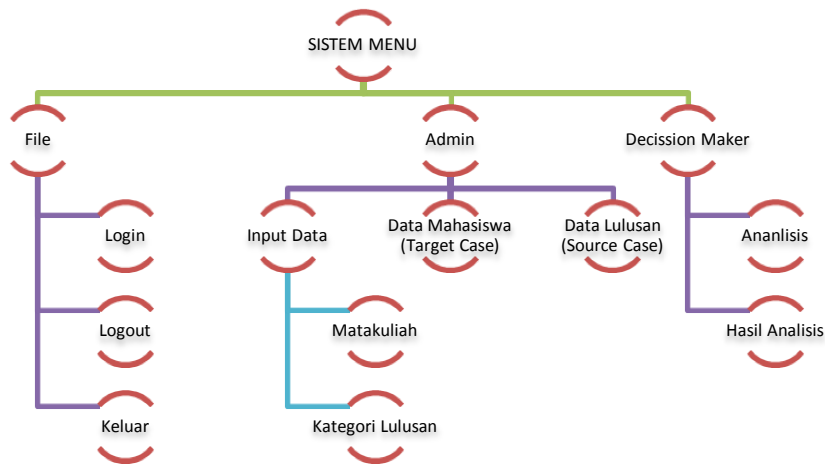 SISTEM MENU
File
Admin
Decission Maker
Login
Input Data
Data Mahasiswa
(Target Case)
Data Lulusan
(Source Case)
Ananlisis
Logout
Matakuliah
Hasil Analisis
Keluar
Kategori Lulusan